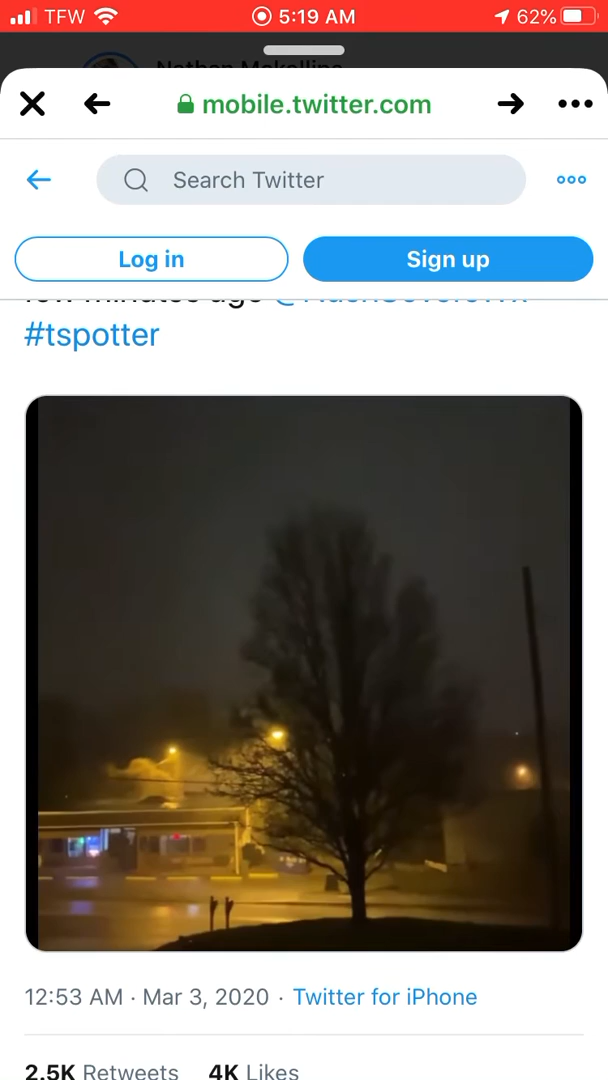 TFW 5:19 AM 62%
mobile.twitter.com
Search Twitter
Log in Sign up
#tspotter
12:53 AM · Mar 3, 2020 · Twitter for iPhone
2.5K Retweets 4K Likes